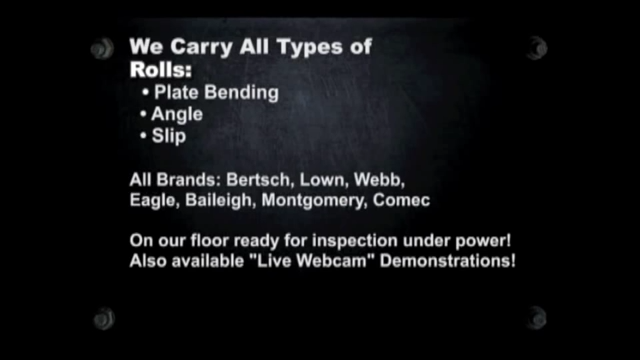 We Carry All Types of
Rolls:
• Plate Bending
• Angle
• Slip
All Brands: Bertsch, Lown, Webb,
Eagle, Baileigh, Montgomery, Comec
On our floor ready for inspection under power!
Also available "Live Webcam" Demonstrations!